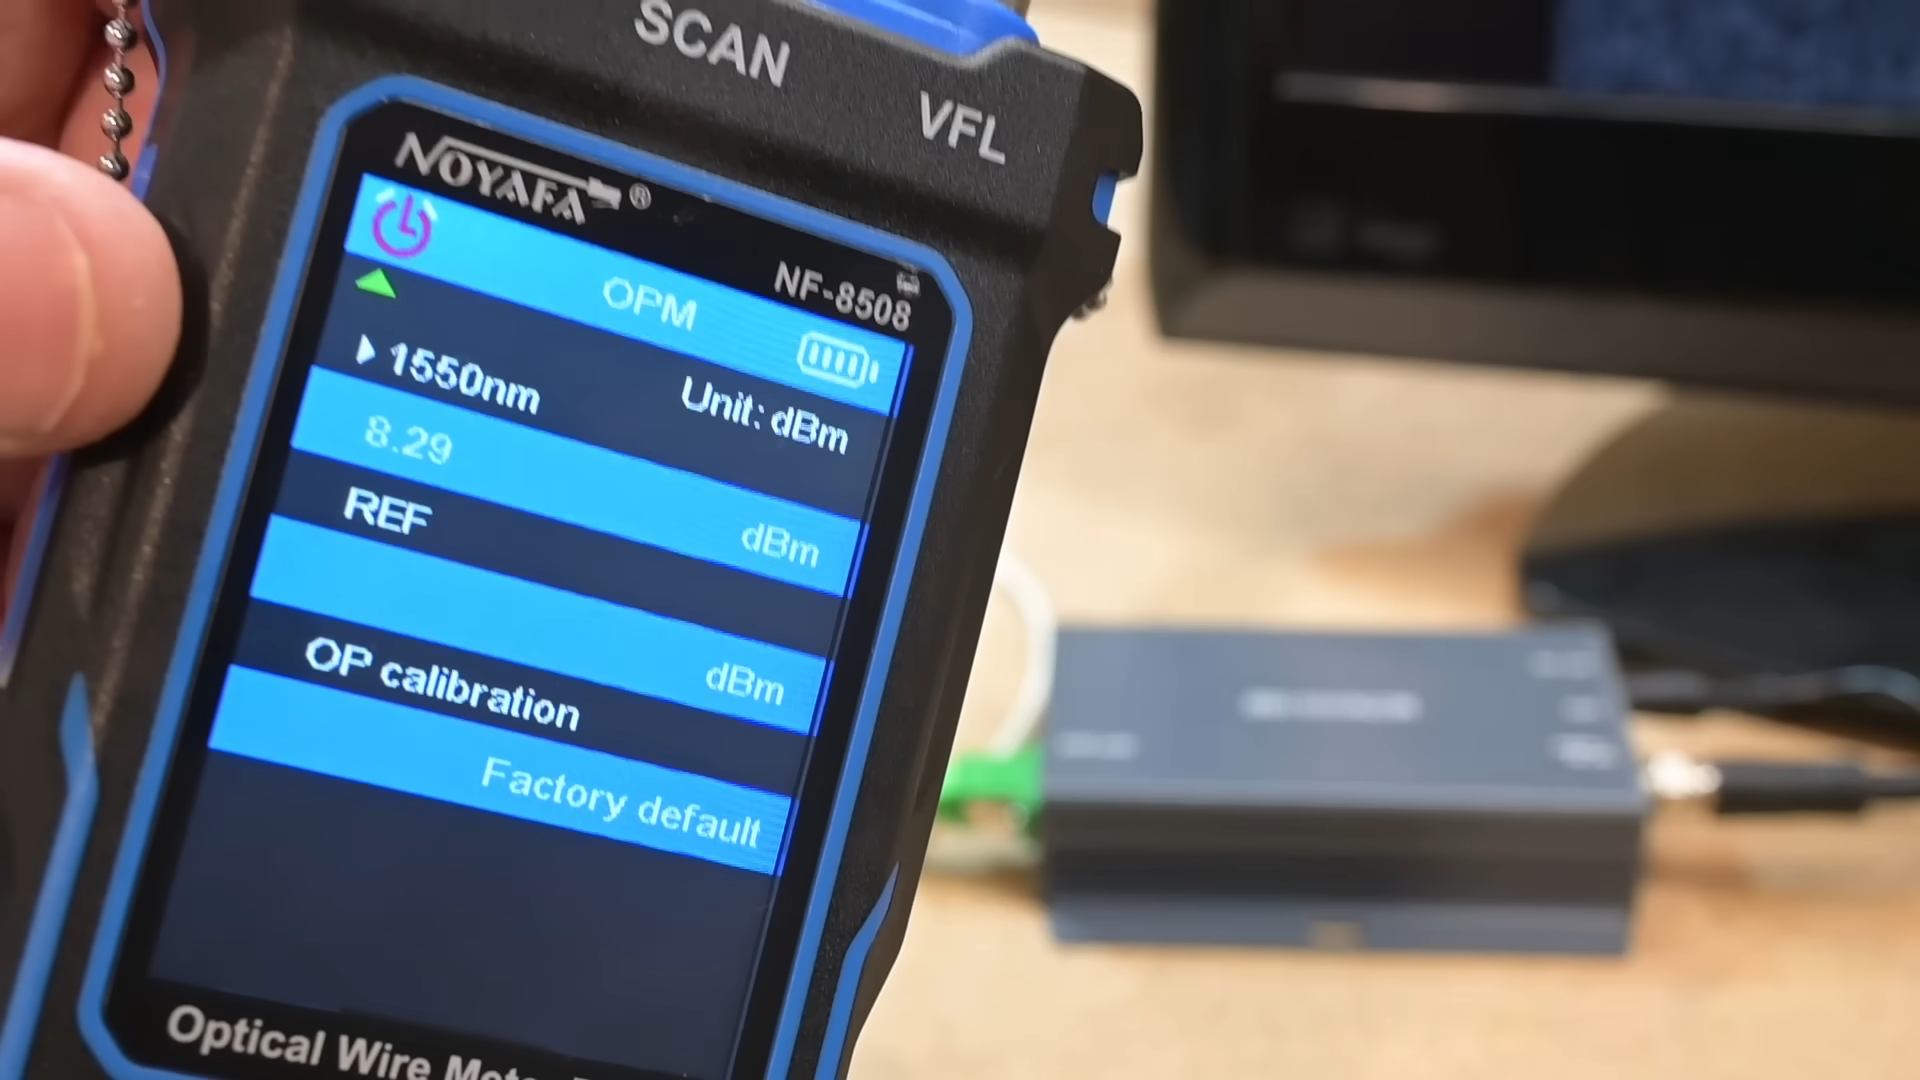 SCAN
VFL
NOYAFA®
NF-8508
OPM
1550nm
Unit: dBm
8.29
dBm
REF
dBm
OP calibration
Factory default
Optical Wire